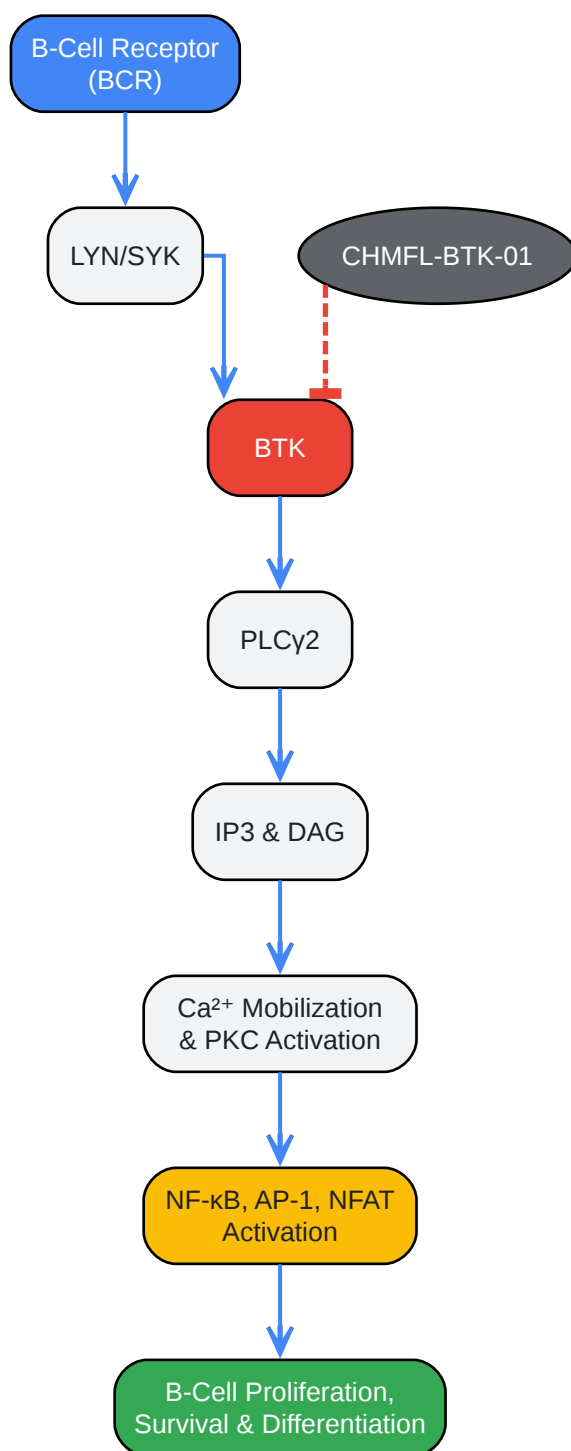 B-Cell Receptor
(BCR)
LYN/SYK
CHMFL-BTK-01
BTK
PLCγ2
IP3 & DAG
Ca²⁺ Mobilization
& PKC Activation
NF-κB, AP-1, NFAT
Activation
B-Cell Proliferation,
Survival & Differentiation